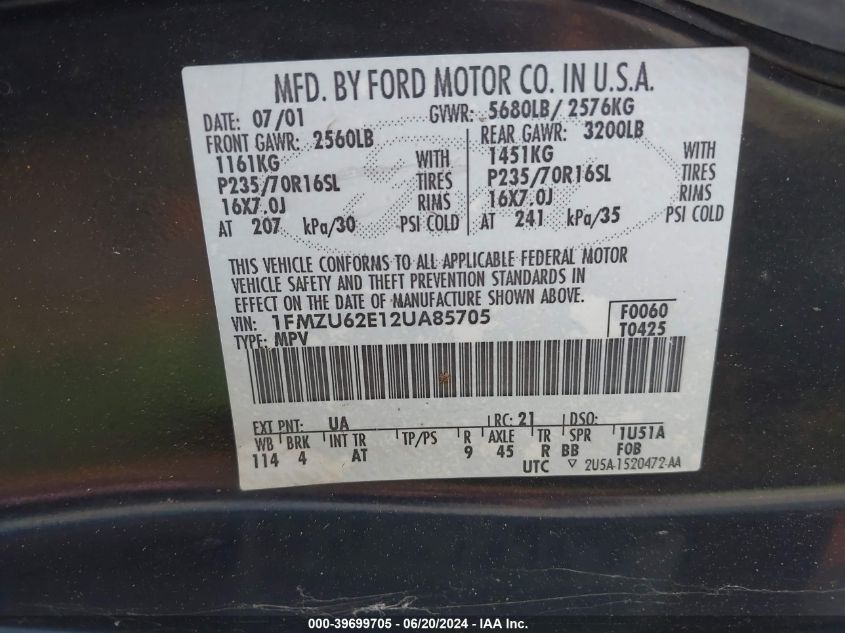 MFD. BY FORD MOTOR CO. IN U.S.A.
DATE: 07/01 GVWR: 5680LB/ 2576KG
FRONT GAWR: 2560LB REAR GAWR: 3200LB
1161KG WITH 1451KG WITH
P235/70R16SL TIRES P235/70R16SL TIRES
16X7.0J RIMS 16X7.0J RIMS
AT 207 kPa/30 PSI COLD AT 241 kPa/35 PSI COLD
THIS VEHICLE CONFORMS TO ALL APPLICABLE FEDERAL MOTOR
VEHICLE SAFETY AND THEFT PREVENTION STANDARDS IN
EFFECT ON THE DATE OF MANUFACTURE SHOWN ABOVE.
VIN: 1FMZU62E12UA85705 F0060
TYPE: MPV T0425
EXT PNT: UA RC: 21 DSO:
WB BRK INT TR TP/PS R AXLE TR SPR 1U51A
114 4 AT 9 45 R BB FOB
UTC ▽ 2U5A-1520472-AA
000-39699705 - 06/20/2024 - IAAI, Inc.